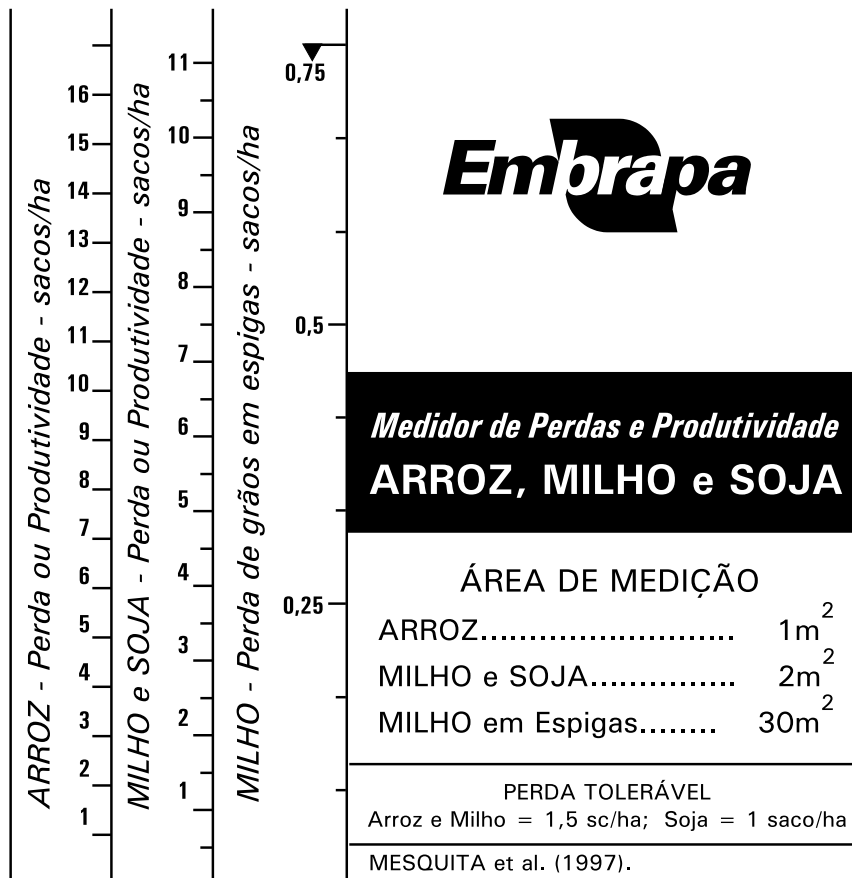 ARROZ - Perda ou Produtividade - sacos/ha
16
15
14
13
12
11
10
9
8
7
6
5
4
3
2
1
MILHO e SOJA - Perda ou Produtividade - sacos/ha
11
10
9
8
7
6
5
4
3
2
1
MILHO - Perda de grãos em espigas - sacos/ha
0,75
0,5
0,25
Embrapa
Medidor de Perdas e Produtividade
ARROZ, MILHO e SOJA
ÁREA DE MEDIÇÃO
ARROZ.......................... 1m²
MILHO e SOJA............... 2m²
MILHO em Espigas........ 30m²
PERDA TOLERÁVEL
Arroz e Milho = 1,5 sc/ha; Soja = 1 saco/ha
MESQUITA et al. (1997).